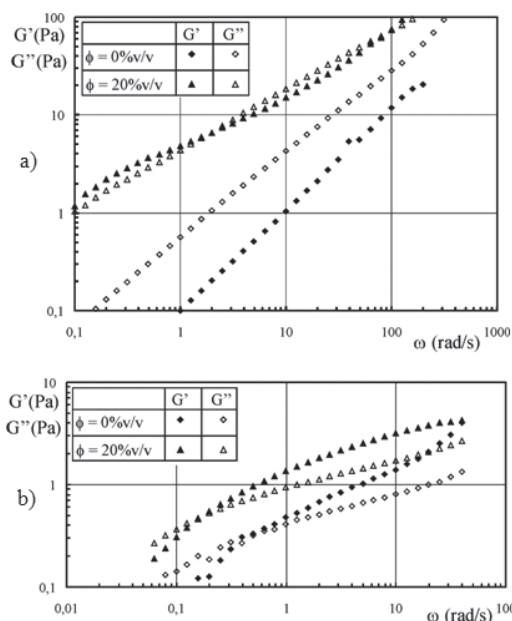 G'(Pa)
G''(Pa)
100
G' G''
ϕ = 0%v/v
ϕ = 20%v/v
10
a)
1
0,1
0,1 1 10 100 1000
ω (rad/s)
G'(Pa)
G''(Pa)
10
G' G''
ϕ = 0%v/v
ϕ = 20%v/v
b)
1
0,1
0,01 0,1 1 10 100
ω (rad/s)